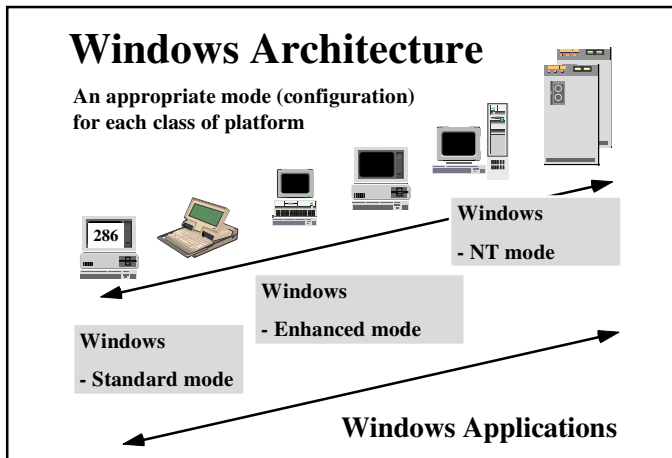 Windows Architecture
An appropriate mode (configuration)
for each class of platform
286
Windows
- NT mode
Windows
- Enhanced mode
Windows
- Standard mode
Windows Applications